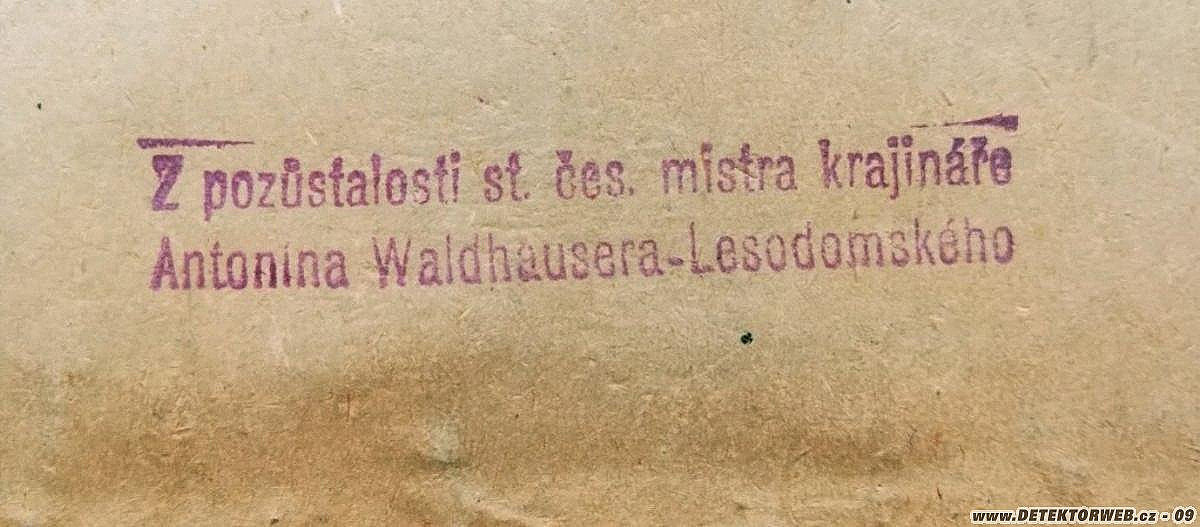 Z pozůstalosti st. čes. mistra krajináře
Antonína Waldhausera-Lesodomského
www.DETEKTORWEB.cz - 09